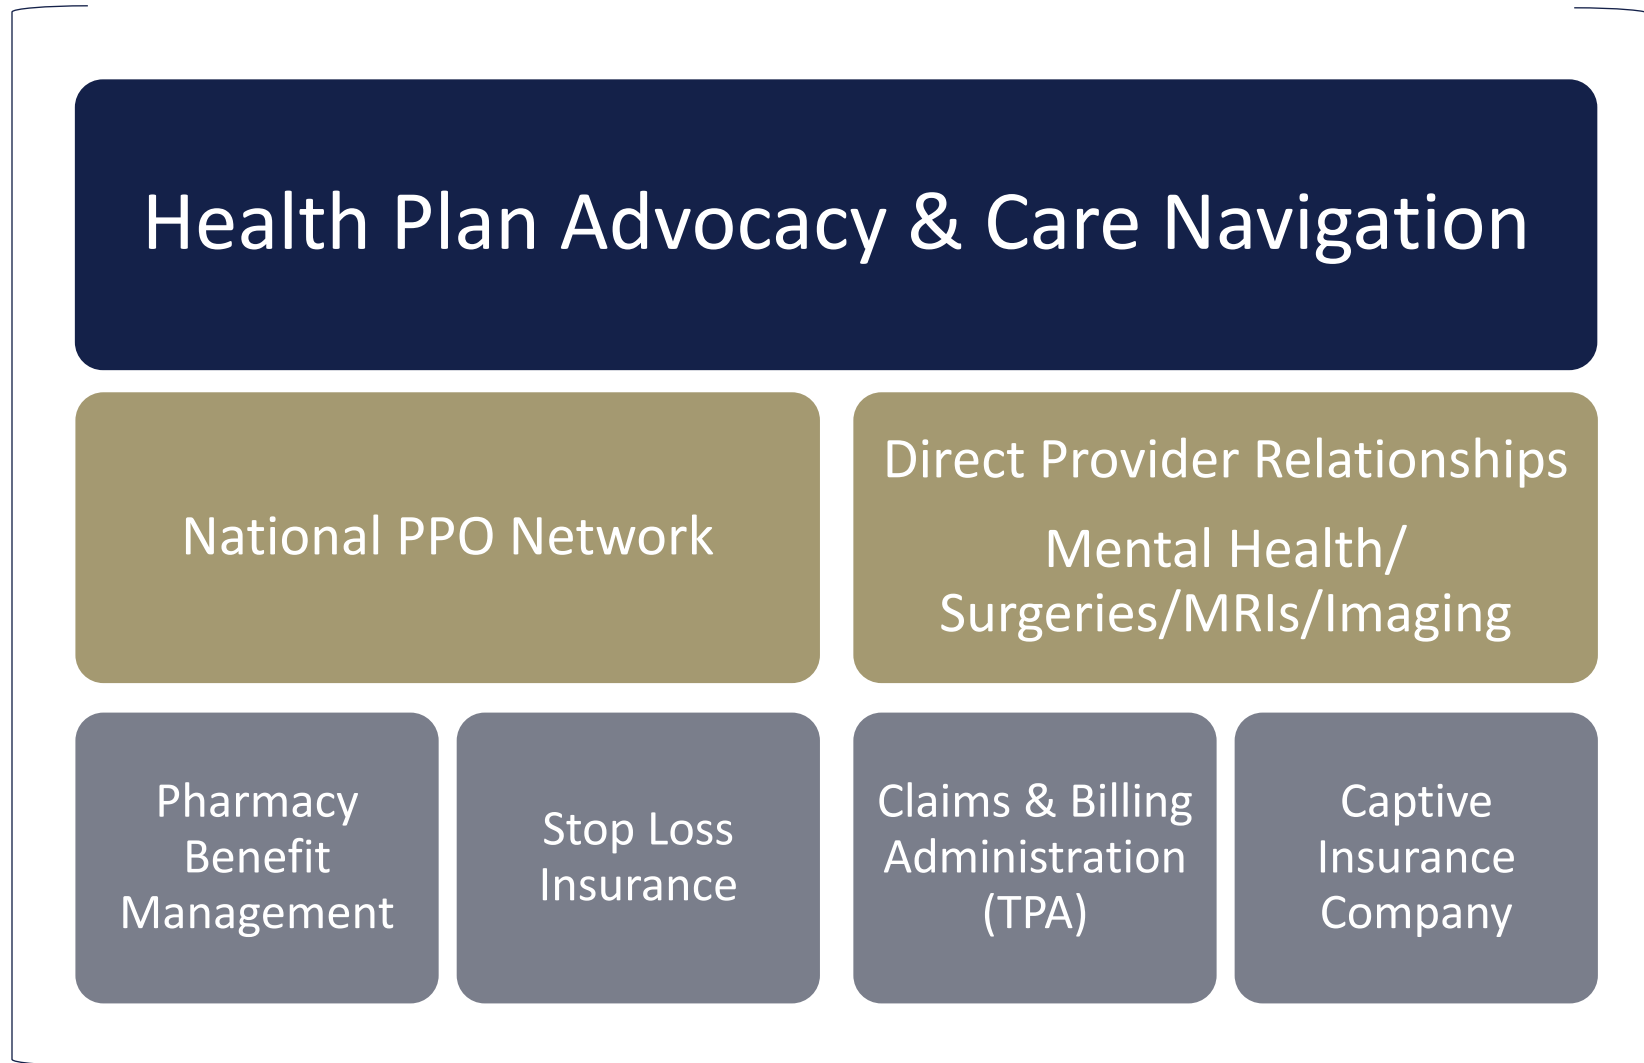 Health Plan Advocacy & Care Navigation
National PPO Network
Direct Provider Relationships
Mental Health/
Surgeries/MRIs/Imaging
Pharmacy
Benefit
Management
Stop Loss
Insurance
Claims & Billing
Administration
(TPA)
Captive
Insurance
Company